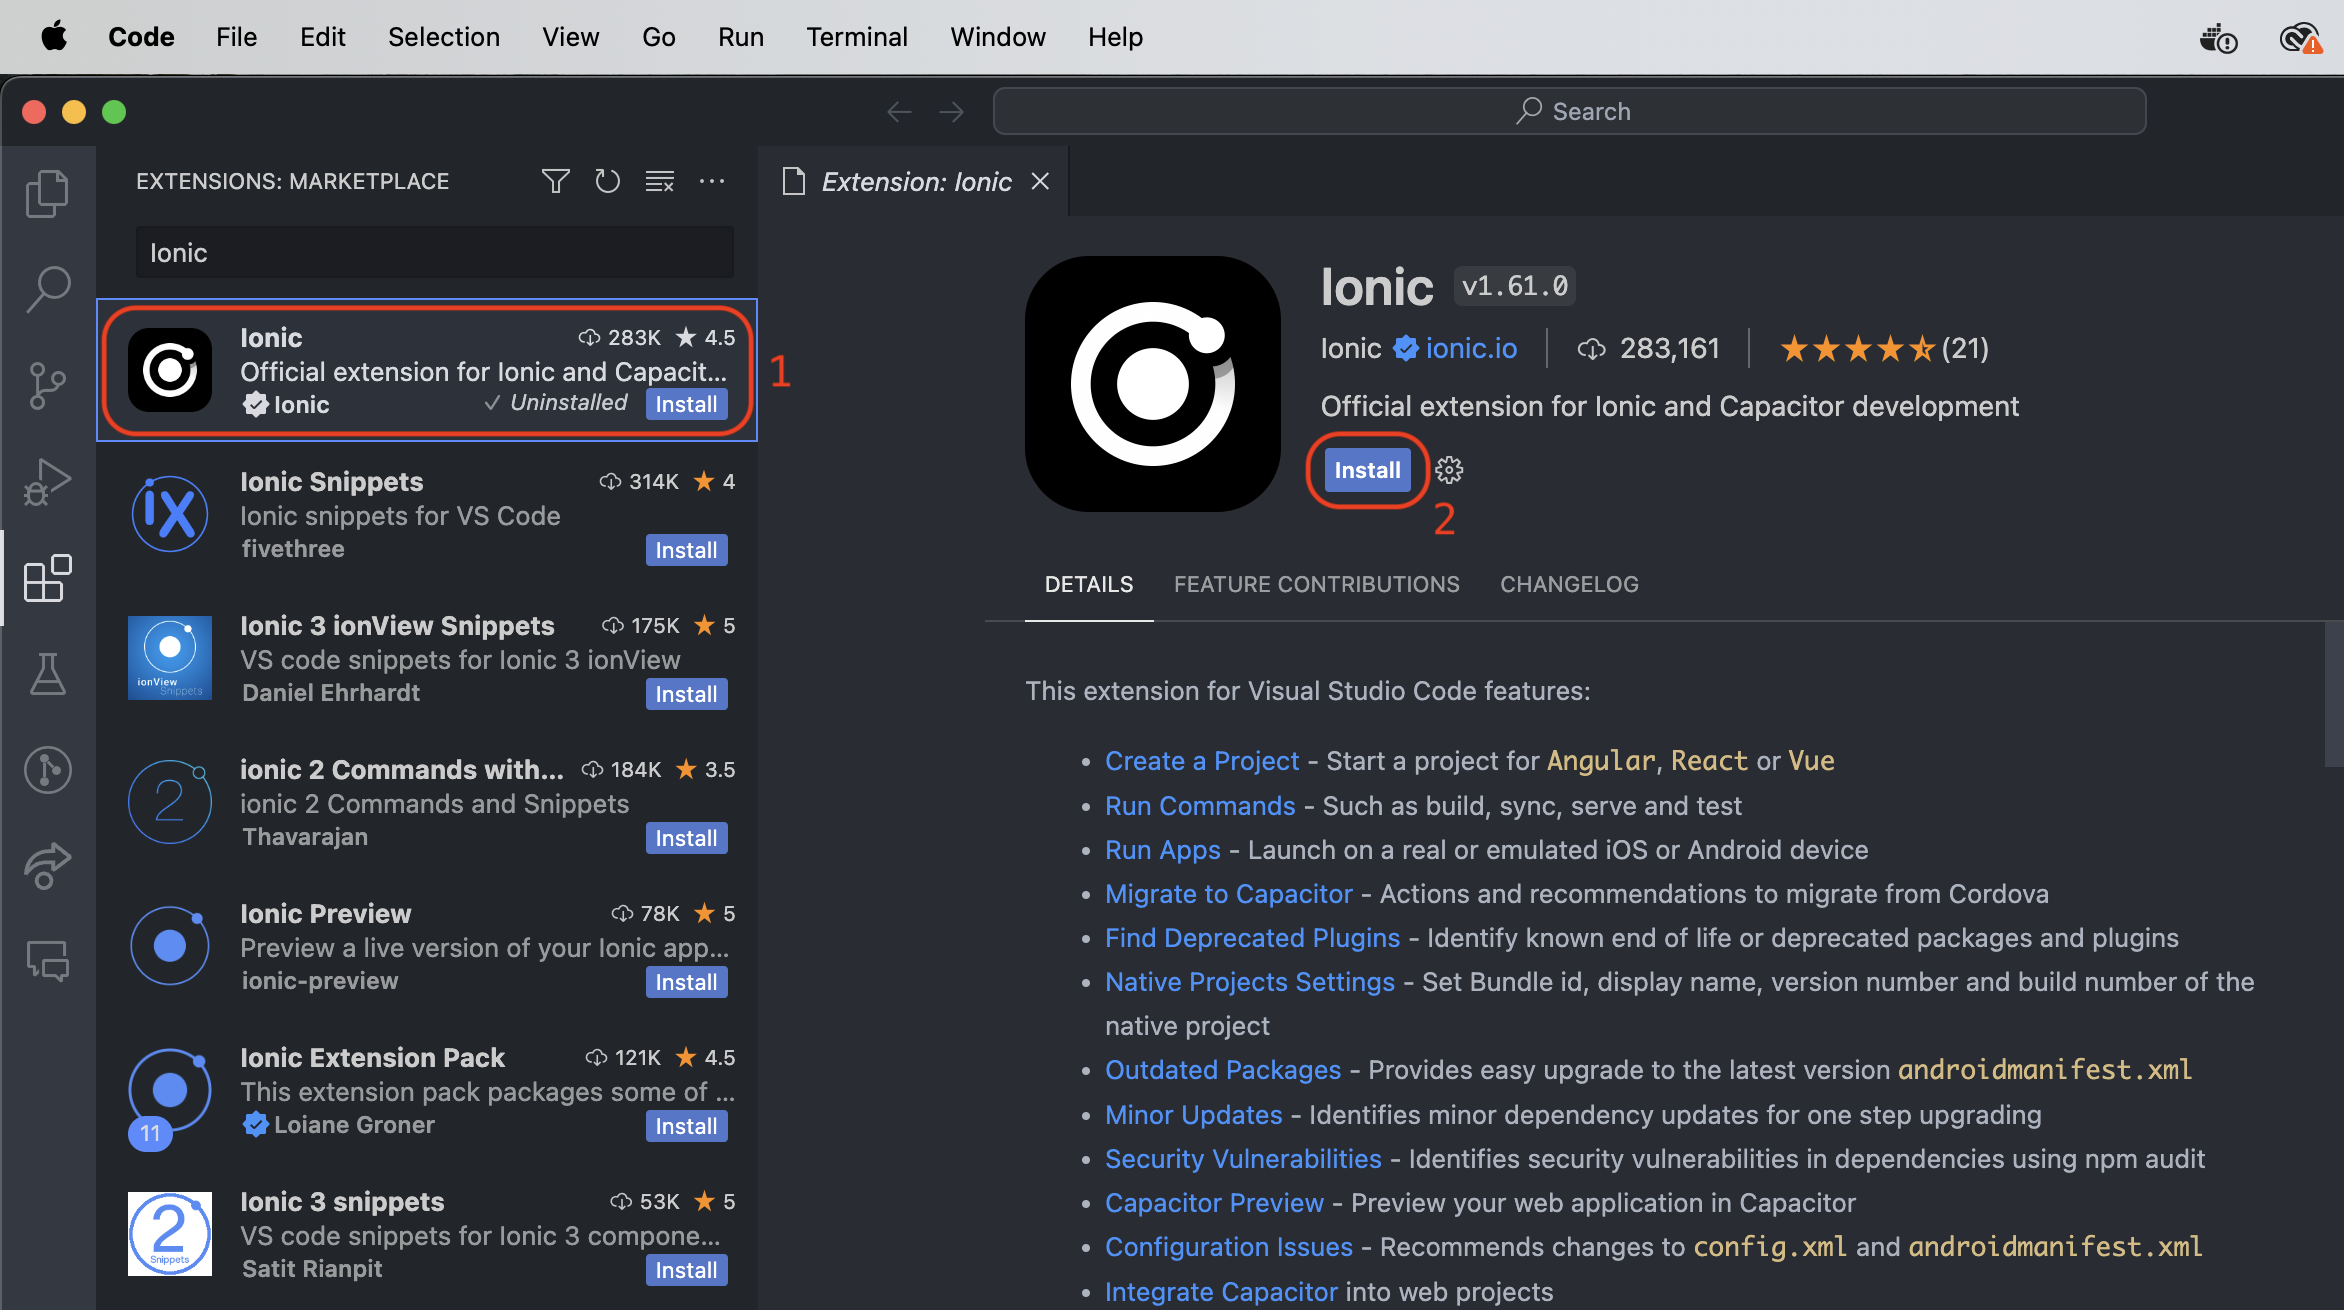 Code File Edit Selection View Go Run Terminal Window Help
Search
EXTENSIONS: MARKETPLACE
Ionic
Ionic 283K 4.5
Official extension for Ionic and Capacit...
Ionic Uninstalled Install
1
Ionic Snippets 314K 4
Ionic snippets for VS Code
fivethree Install
Ionic 3 ionView Snippets 175K 5
VS code snippets for Ionic 3 ionView
Daniel Ehrhardt Install
ionView
Snippets
ionic 2 Commands with... 184K 3.5
ionic 2 Commands and Snippets
Thavarajan Install
2
Ionic Preview 78K 5
Preview a live version of your Ionic app...
ionic-preview Install
Ionic Extension Pack 121K 4.5
This extension pack packages some of ...
Loiane Groner Install
11
Ionic 3 snippets 53K 5
VS code snippets for Ionic 3 compone...
Satit Rianpit Install
2
Snippets
Extension: Ionic
Ionic v1.61.0
Ionic ionic.io 283,161 (21)
Official extension for Ionic and Capacitor development
Install
2
DETAILS FEATURE CONTRIBUTIONS CHANGELOG
This extension for Visual Studio Code features:
• Create a Project - Start a project for Angular, React or Vue
• Run Commands - Such as build, sync, serve and test
• Run Apps - Launch on a real or emulated iOS or Android device
• Migrate to Capacitor - Actions and recommendations to migrate from Cordova
• Find Deprecated Plugins - Identify known end of life or deprecated packages and plugins
• Native Projects Settings - Set Bundle id, display name, version number and build number of the
native project
• Outdated Packages - Provides easy upgrade to the latest version androidmanifest.xml
• Minor Updates - Identifies minor dependency updates for one step upgrading
• Security Vulnerabilities - Identifies security vulnerabilities in dependencies using npm audit
• Capacitor Preview - Preview your web application in Capacitor
• Configuration Issues - Recommends changes to config.xml and androidmanifest.xml
• Integrate Capacitor into web projects